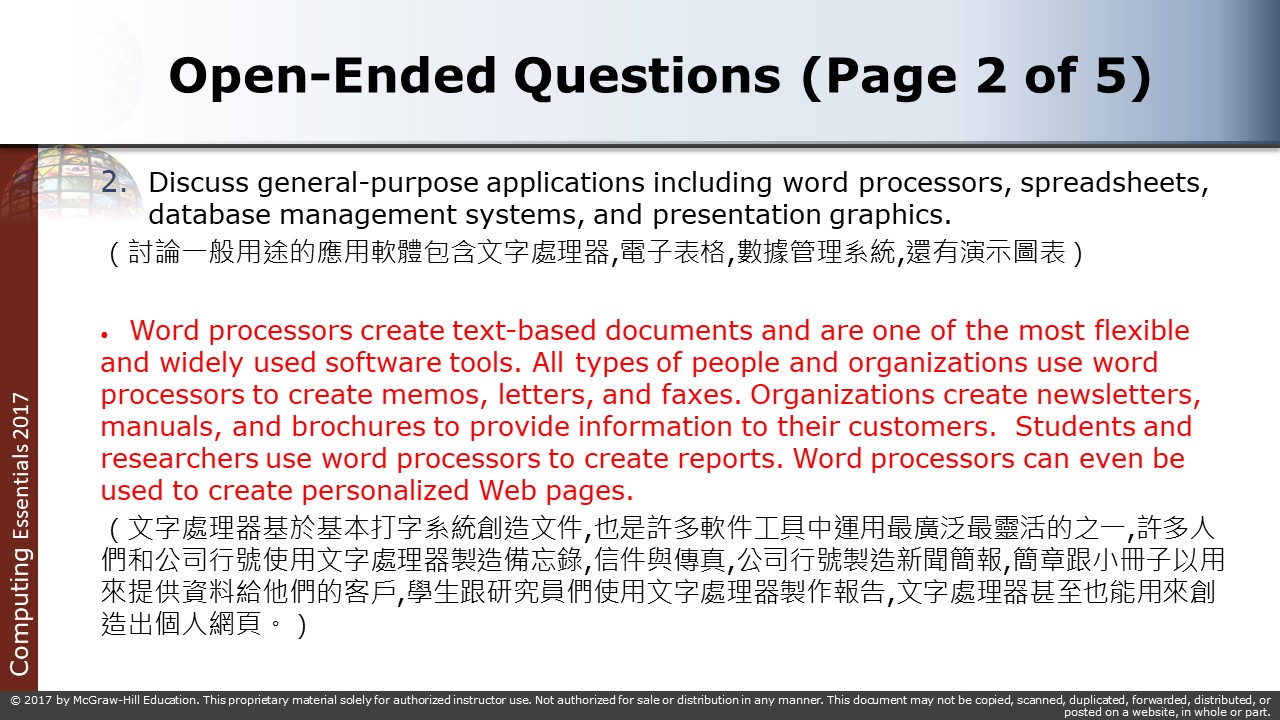 Open-Ended Questions (Page 2 of 5)
2. Discuss general-purpose applications including word processors, spreadsheets,
database management systems, and presentation graphics.
（討論一般用途的應用軟體包含文字處理器,電子表格,數據管理系統,還有演示圖表）
• Word processors create text-based documents and are one of the most flexible
and widely used software tools. All types of people and organizations use word
processors to create memos, letters, and faxes. Organizations create newsletters,
manuals, and brochures to provide information to their customers.  Students and
researchers use word processors to create reports. Word processors can even be
used to create personalized Web pages.
（文字處理器基於基本打字系統創造文件,也是許多軟件工具中運用最廣泛最靈活的之一,許多人
們和公司行號使用文字處理器製造備忘錄,信件與傳真,公司行號製造新聞簡報,簡章跟小冊子以用
來提供資料給他們的客戶,學生跟研究員們使用文字處理器製作報告,文字處理器甚至也能用來創
造出個人網頁。）
Computing Essentials 2017
© 2017 by McGraw-Hill Education. This proprietary material solely for authorized instructor use. Not authorized for sale or distribution in any manner. This document may not be copied, scanned, duplicated, forwarded, distributed, or
posted on a website, in whole or part.